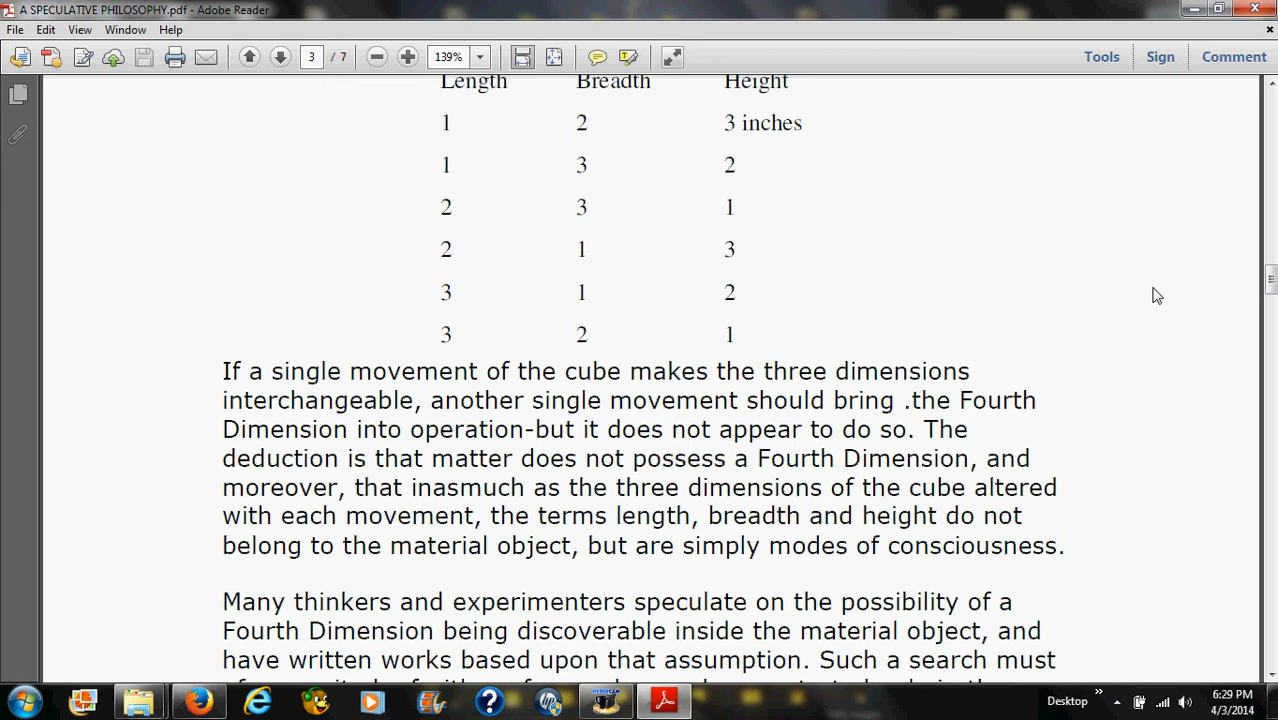 A SPECULATIVE PHILOSOPHY.pdf - Adobe Reader
File Edit View Window Help
3 / 7 139% Tools Sign Comment
Length Breadth Height
1 2 3 inches
1 3 2
2 3 1
2 1 3
3 1 2
3 2 1
If a single movement of the cube makes the three dimensions
interchangeable, another single movement should bring .the Fourth
Dimension into operation-but it does not appear to do so. The
deduction is that matter does not possess a Fourth Dimension, and
moreover, that inasmuch as the three dimensions of the cube altered
with each movement, the terms length, breadth and height do not
belong to the material object, but are simply modes of consciousness.
Many thinkers and experimenters speculate on the possibility of a
Fourth Dimension being discoverable inside the material object, and
have written works based upon that assumption. Such a search must
Desktop
6:29 PM
4/3/2014